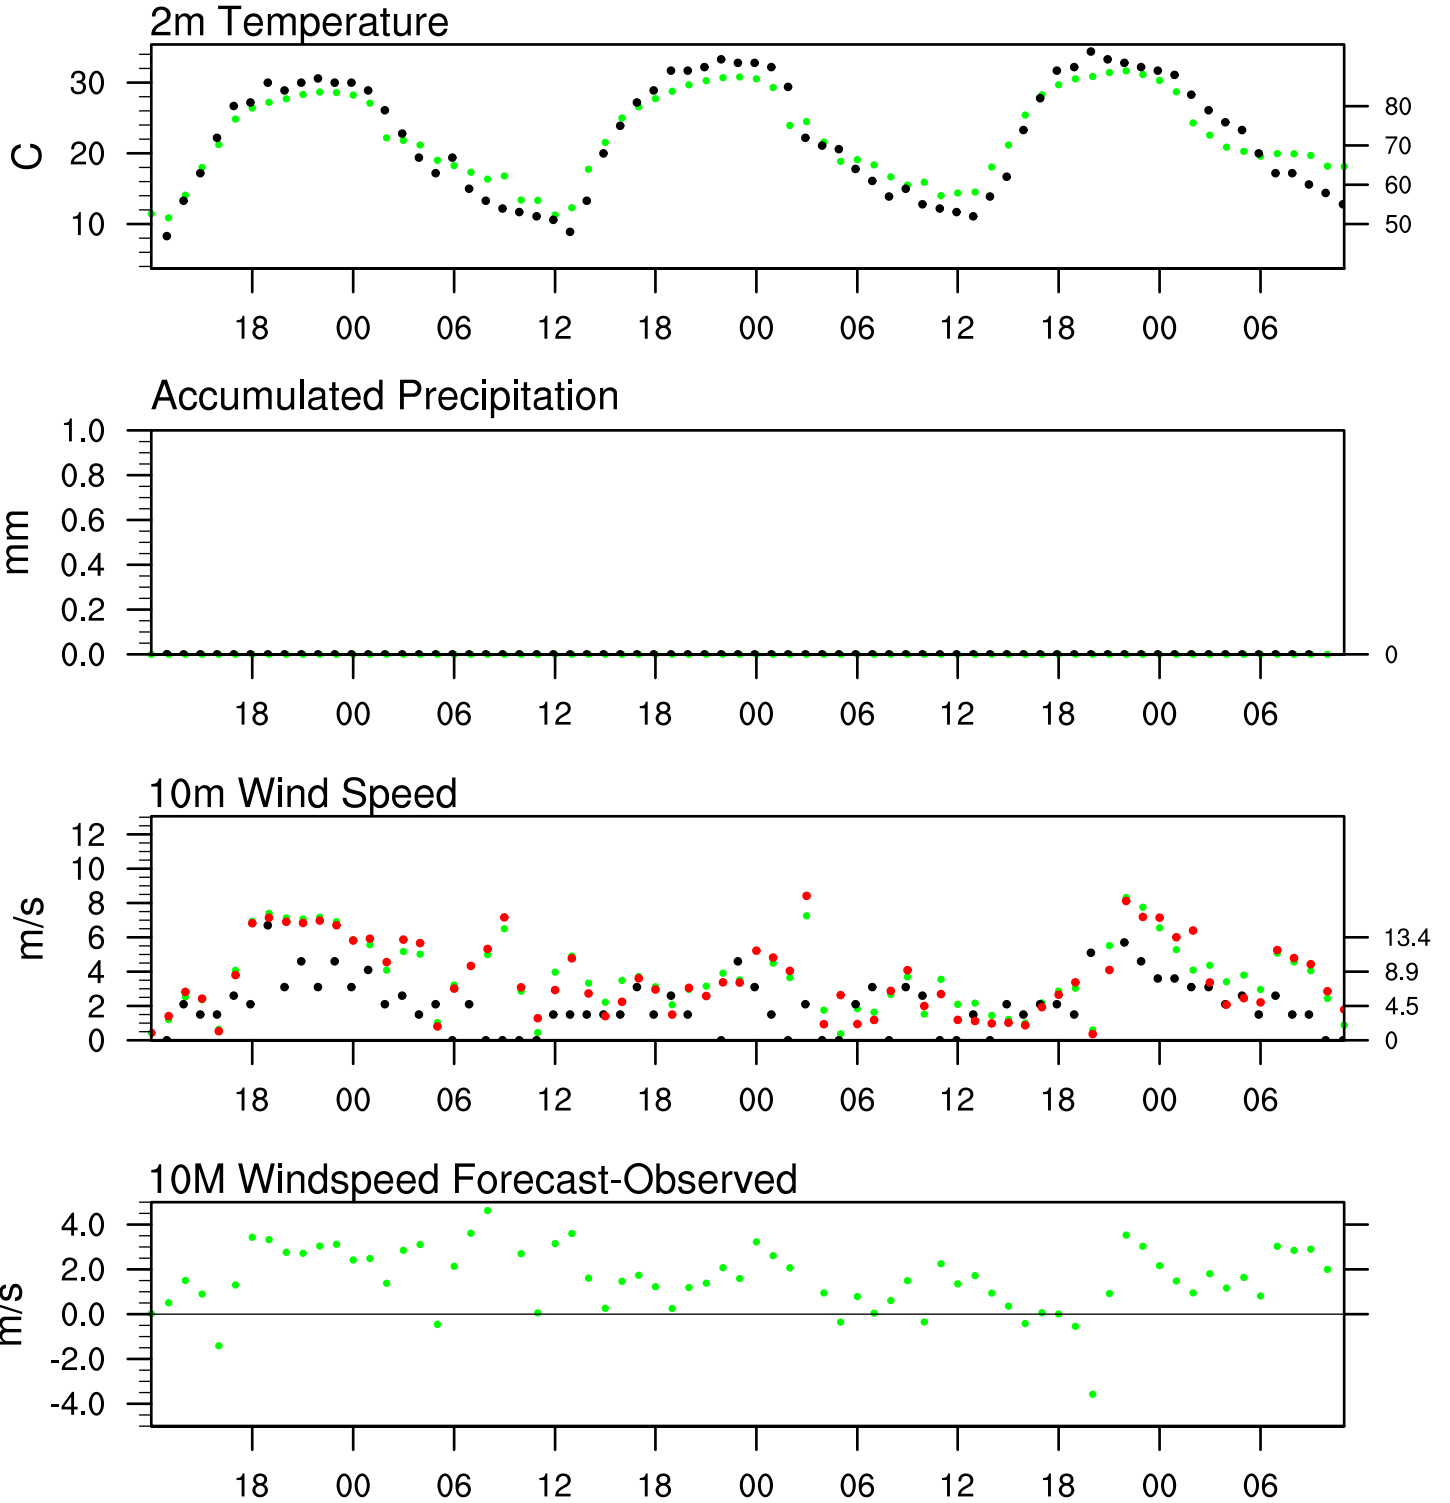 2m Temperature
C
30
20
10
80
70
60
50
18 00 06 12 18 00 06 12 18 00 06
Accumulated Precipitation
mm
1.0
0.8
0.6
0.4
0.2
0.0
0
18 00 06 12 18 00 06 12 18 00 06
10m Wind Speed
m/s
12
10
8
6
4
2
0
13.4
8.9
4.5
0
18 00 06 12 18 00 06 12 18 00 06
10M Windspeed Forecast-Observed
m/s
4.0
2.0
0.0
-2.0
-4.0
18 00 06 12 18 00 06 12 18 00 06